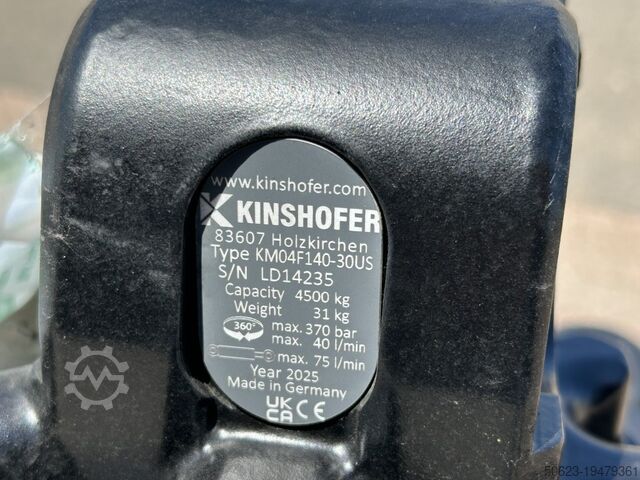 www.kinshofer.com
KINSHOFER
83607 Holzkirchen
Type KM04F140-30US
S/N LD14235
Capacity 4500 kg
Weight 31 kg
360° max. 370 bar
max. 40 l/min
max. 75 l/min
Year 2025
Made in Germany
UK CA CE
50623-19479361